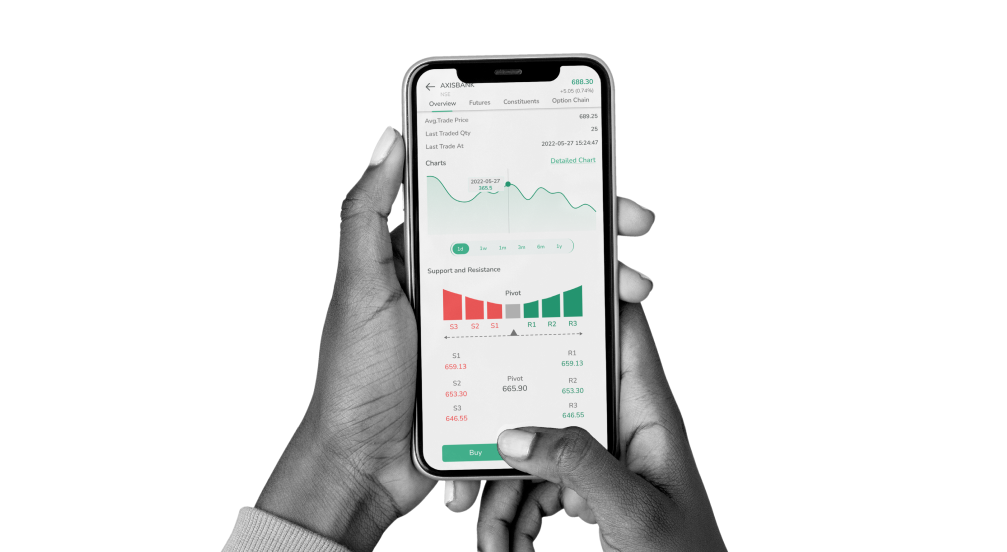 AXISBANK 688.30
NSE +5.05 (0.74%)
Overview Futures Constituents Option Chain
Avg.Trade Price 689.25
Last Traded Qty 25
Last Trade At 2022-05-27 15:24:47
Charts Detailed Chart
2022-05-27
365.5
1d 1w 1m 3m 6m 1y
Support and Resistance
Pivot
S3 S2 S1 R1 R2 R3
S1 R1
659.13 659.13
Pivot
665.90
S2 R2
653.30 653.30
S3 R3
646.55 646.55
Buy